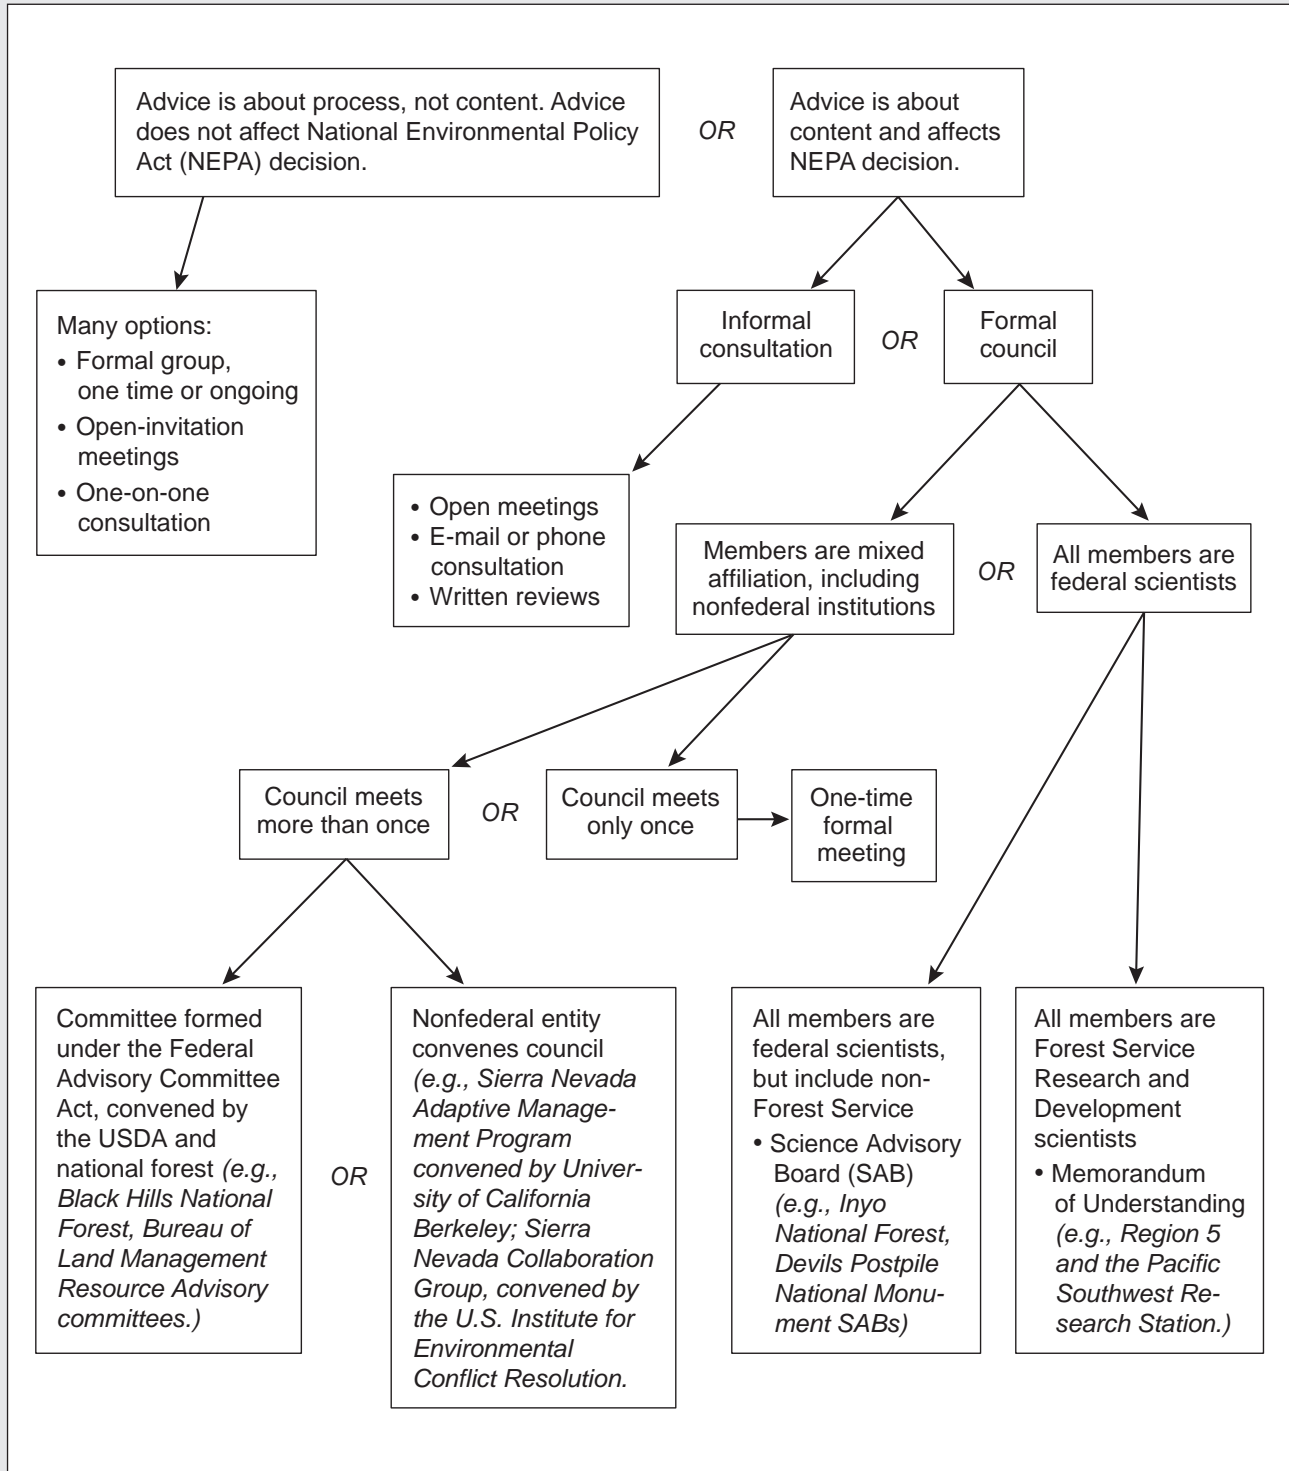 Advice is about process, not content. Advice
does not affect National Environmental Policy
Act (NEPA) decision.
OR
Advice is about
content and affects
NEPA decision.
Many options:
• Formal group,
one time or ongoing
• Open-invitation
meetings
• One-on-one
consultation
Informal
consultation
OR
Formal
council
• Open meetings
• E-mail or phone
consultation
• Written reviews
Members are mixed
affiliation, including
nonfederal institutions
OR
All members are
federal scientists
Council meets
more than once
OR
Council meets
only once
One-time
formal
meeting
Committee formed
under the Federal
Advisory Committee
Act, convened by
the USDA and
national forest (e.g.,
Black Hills National
Forest, Bureau of
Land Management
Resource Advisory
committees.)
OR
Nonfederal entity
convenes council
(e.g., Sierra Nevada
Adaptive Manage-
ment Program
convened by Univer-
sity of California
Berkeley; Sierra
Nevada Collaboration
Group, convened by
the U.S. Institute for
Environmental
Conflict Resolution.
All members are
federal scientists,
but include non-
Forest Service
• Science Advisory
Board (SAB)
(e.g., Inyo
National Forest,
Devils Postpile
National Monu-
ment SABs)
All members are
Forest Service
Research and
Development
scientists
• Memorandum
of Understanding
(e.g., Region 5
and the Pacific
Southwest Re-
search Station.)